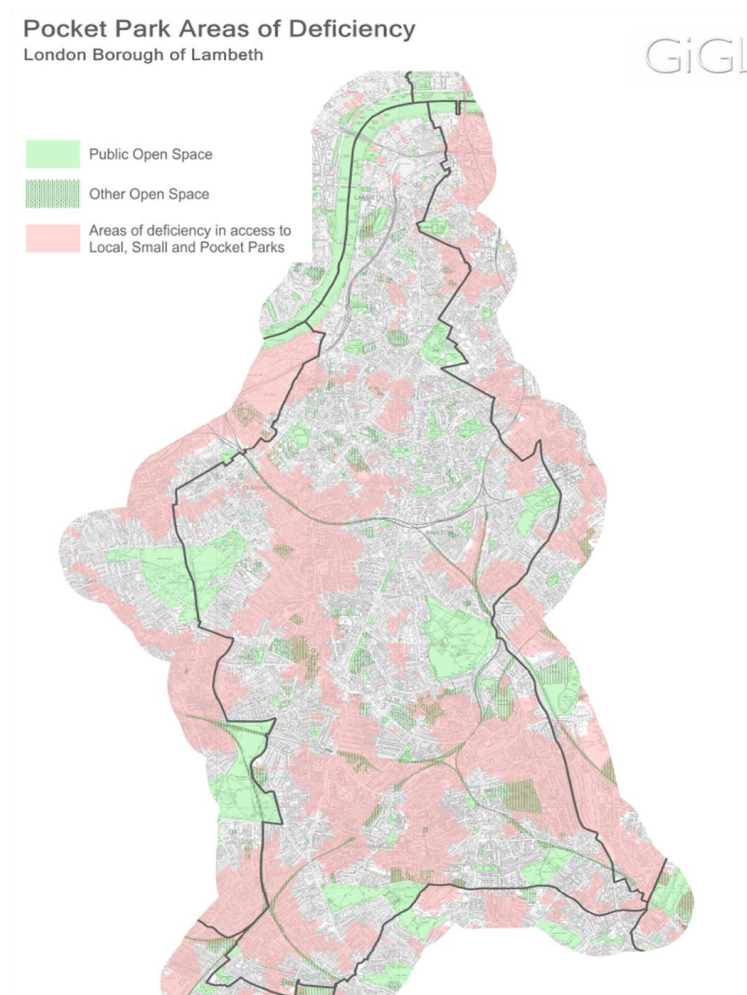 Pocket Park Areas of Deficiency
London Borough of Lambeth
GiGL
Public Open Space
Other Open Space
Areas of deficiency in access to
Local, Small and Pocket Parks